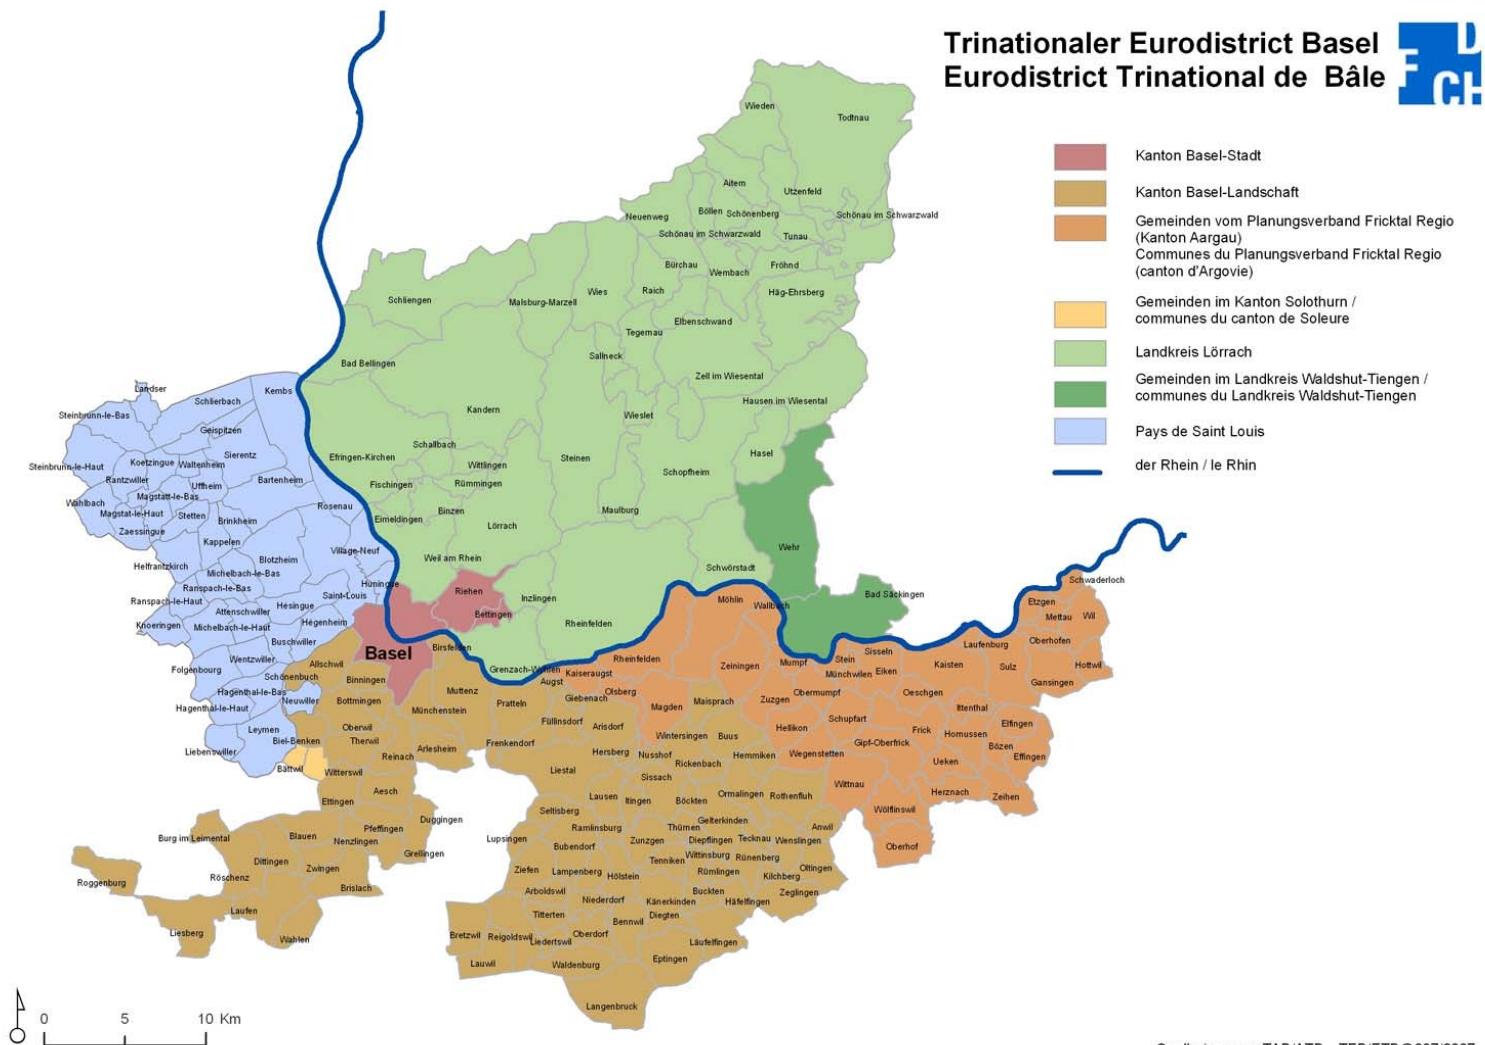 Trinationaler Eurodistrict Basel
Eurodistrict Trinational de Bâle
D
F
CH
Kanton Basel-Stadt
Kanton Basel-Landschaft
Gemeinden vom Planungsverband Fricktal Regio
(Kanton Aargau)
Communes du Planungsverband Fricktal Regio
(canton d'Argovie)
Gemeinden im Kanton Solothurn /
communes du canton de Soleure
Landkreis Lörrach
Gemeinden im Landkreis Waldshut-Tiengen /
communes du Landkreis Waldshut-Tiengen
Pays de Saint Louis
der Rhein / le Rhin
Wieden
Todtnau
Aitern
Utzenfeld
Böllen
Schönenberg
Neuenweg
Schönau im Schwarzwald
Schönau im Schwarzwald
Tunau
Bürchau
Wembach
Fröhnd
Schliengen
Malsburg-Marzell
Wies
Raich
Häg-Ehrsberg
Elbenschwand
Tegernau
Sallneck
Bad Bellingen
Zell im Wiesental
Hausen im Wiesental
Kandern
Wieslet
Schallbach
Efringen-Kirchen
Wittlingen
Steinen
Hasel
Schopfheim
Fischingen
Rümmingen
Binzen
Maulburg
Eimeldingen
Lörrach
Wehr
Weil am Rhein
Schwörstadt
Inzlingen
Rheinfelden
Bad Säckingen
Grenzach-Wyhlen
Landser
Kembs
Schlierbach
Steinbrunn-le-Bas
Geispitzen
Sierentz
Steinbrunn-le-Haut
Koetzingue
Waltenheim
Rantzwiller
Uffheim
Bartenheim
Magstatt-le-Bas
Wahlbach
Magstat-le-Haut
Stetten
Brinkheim
Rosenau
Zaessingue
Kappelen
Village-Neuf
Helfrantzkirch
Blotzheim
Michelbach-le-Bas
Ranspach-le-Bas
Huningue
Saint-Louis
Ranspach-le-Haut
Hésingue
Attenschwiller
Hégenheim
Knoeringen
Michelbach-le-Haut
Buschwiller
Wentzwiller
Folgenbourg
Hagenthal-le-Bas
Neuwiller
Hagenthal-le-Haut
Leymen
Liebenswiller
Riehen
Bettingen
Basel
Allschwil
Birsfelden
Schönenbuch
Binningen
Bottmingen
Muttenz
Münchenstein
Pratteln
Augst
Giebenach
Oberwil
Therwil
Biel-Benken
Reinach
Arlesheim
Frenkendorf
Füllinsdorf
Arisdorf
Hersberg
Bättwil
Witterswil
Ettingen
Aesch
Pfeffingen
Duggingen
Nenzlingen
Grellingen
Blauen
Burg im Leimental
Dittingen
Zwingen
Röschenz
Brislach
Laufen
Roggenburg
Liesberg
Wahlen
Maisprach
Wintersingen
Buus
Nusshof
Rickenbach
Hemmiken
Liestal
Sissach
Lausen
Itingen
Böckten
Ormalingen
Rothenfluh
Seltisberg
Ramlinsburg
Thürnen
Gelterkinden
Anwil
Lupsingen
Bubendorf
Zunzgen
Diepflingen
Tecknau
Wenslingen
Tenniken
Wittinsburg
Rünenberg
Ziefen
Lampenberg
Hölstein
Rümlingen
Kilchberg
Oltingen
Arboldswil
Niederdorf
Buckten
Känerkinden
Häfelfingen
Zeglingen
Titterten
Bennwil
Diegten
Bretzwil
Reigoldswil
Liedertswil
Oberdorf
Läufelfingen
Lauwil
Waldenburg
Eptingen
Langenbruck
Möhlin
Wallbach
Rheinfelden
Kaiseraugst
Olsberg
Magden
Zeiningen
Mumpf
Stein
Sisseln
Münchwilen
Eiken
Kaisten
Laufenburg
Sulz
Schwaderloch
Etzgen
Mettau
Wil
Oberhofen
Hottwil
Gansingen
Zuzgen
Obermumpf
Oeschgen
Ittenthal
Hellikon
Schupfart
Frick
Hornussen
Elfingen
Gipf-Oberfrick
Bözen
Effingen
Wegenstetten
Ueken
Wittnau
Herznach
Zeihen
Wölflinswil
Oberhof
0 5 10 Km